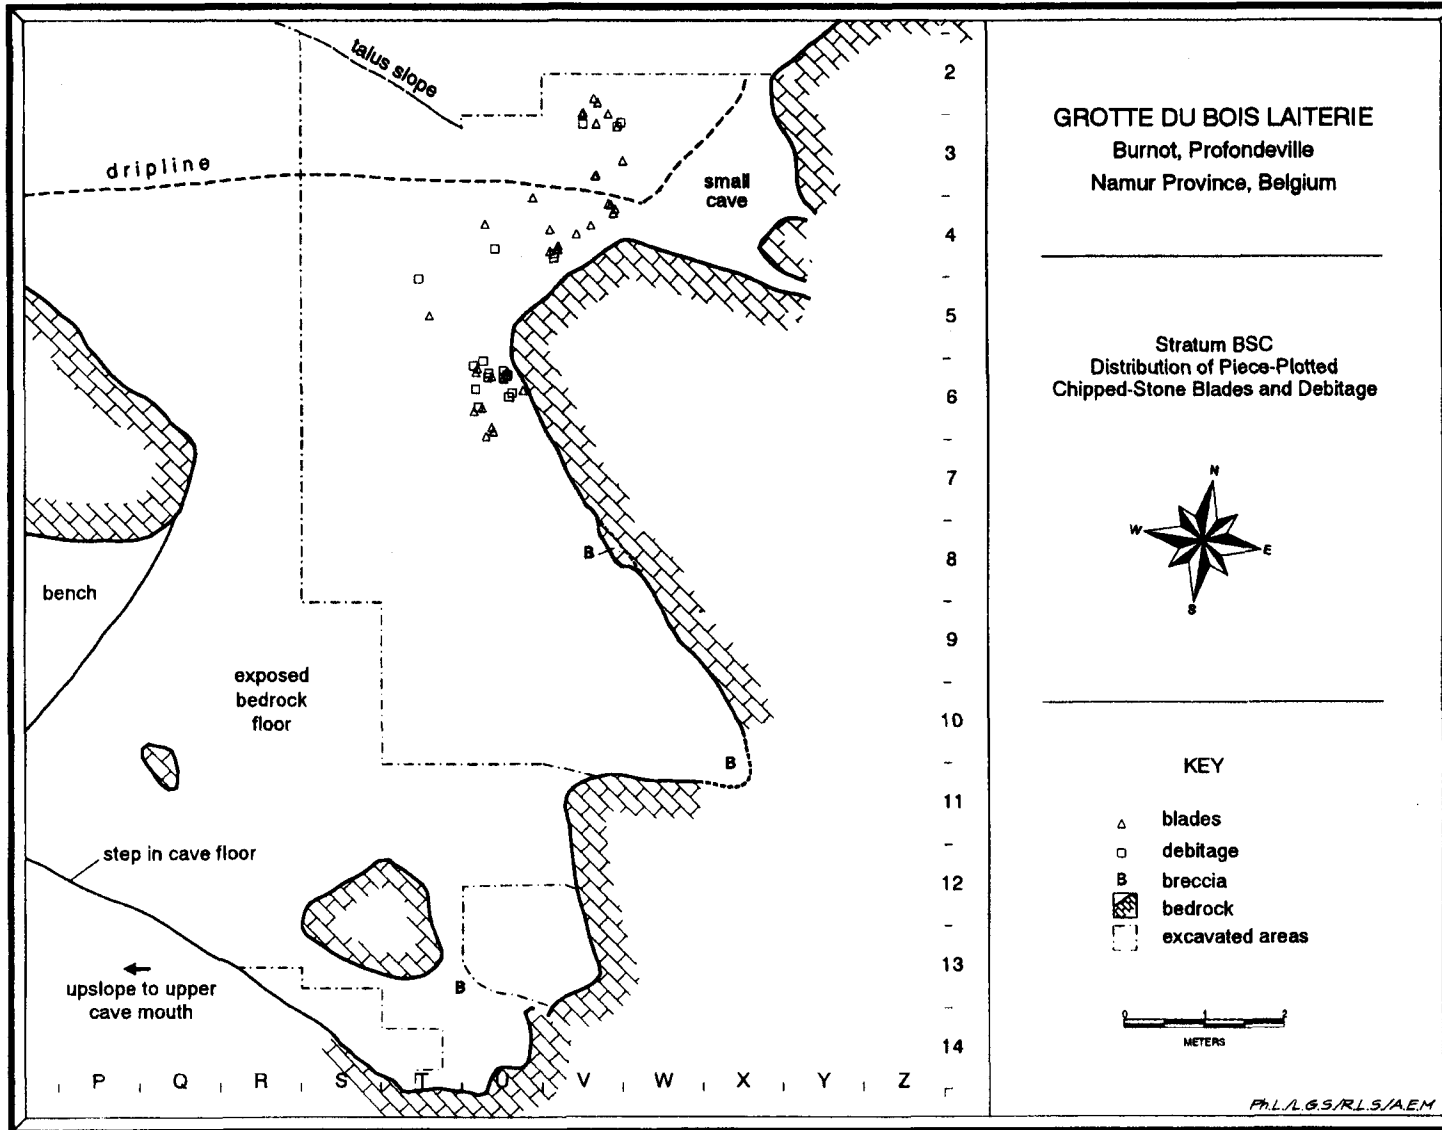 talus slope
dripline
small
cave
bench
exposed
bedrock
floor
step in cave floor
upslope to upper
cave mouth
B
B
B
2
3
4
5
6
7
8
9
10
11
12
13
14
P Q R S T U V W X Y Z
GROTTE DU BOIS LAITERIE
Burnot, Profondeville
Namur Province, Belgium
Stratum BSC
Distribution of Piece-Plotted
Chipped-Stone Blades and Debitage
N
W
E
S
KEY
blades
debitage
B breccia
bedrock
excavated areas
0 1 2
METERS
Ph.L./L.G.S./R.L.S./A.E.M